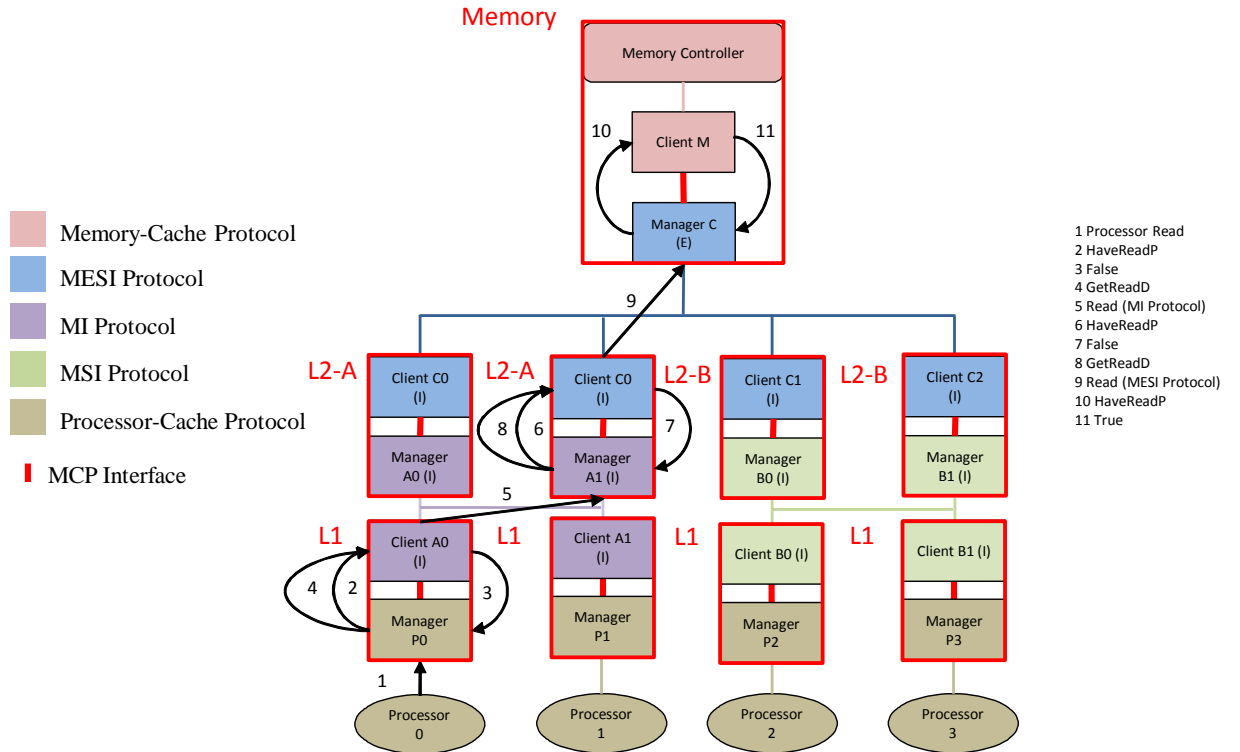 Memory
Memory Controller
10
11
Client M
Manager C
(E)
Memory-Cache Protocol
MESI Protocol
MI Protocol
MSI Protocol
Processor-Cache Protocol
MCP Interface
1 Processor Read
2 HaveReadP
3 False
4 GetReadD
5 Read (MI Protocol)
6 HaveReadP
7 False
8 GetReadD
9 Read (MESI Protocol)
10 HaveReadP
11 True
9
L2-A
Client C0
(I)
Manager
A0 (I)
L2-A
Client C0
(I)
Manager
A1 (I)
8
6
7
L2-B
Client C1
(I)
Manager
B0 (I)
L2-B
Client C2
(I)
Manager
B1 (I)
5
L1
Client A0
(I)
Manager
P0
4
2
3
L1
Client A1
(I)
Manager
P1
L1
Client B0 (I)
Manager
P2
L1
Client B1 (I)
Manager
P3
1
Processor
0
Processor
1
Processor
2
Processor
3